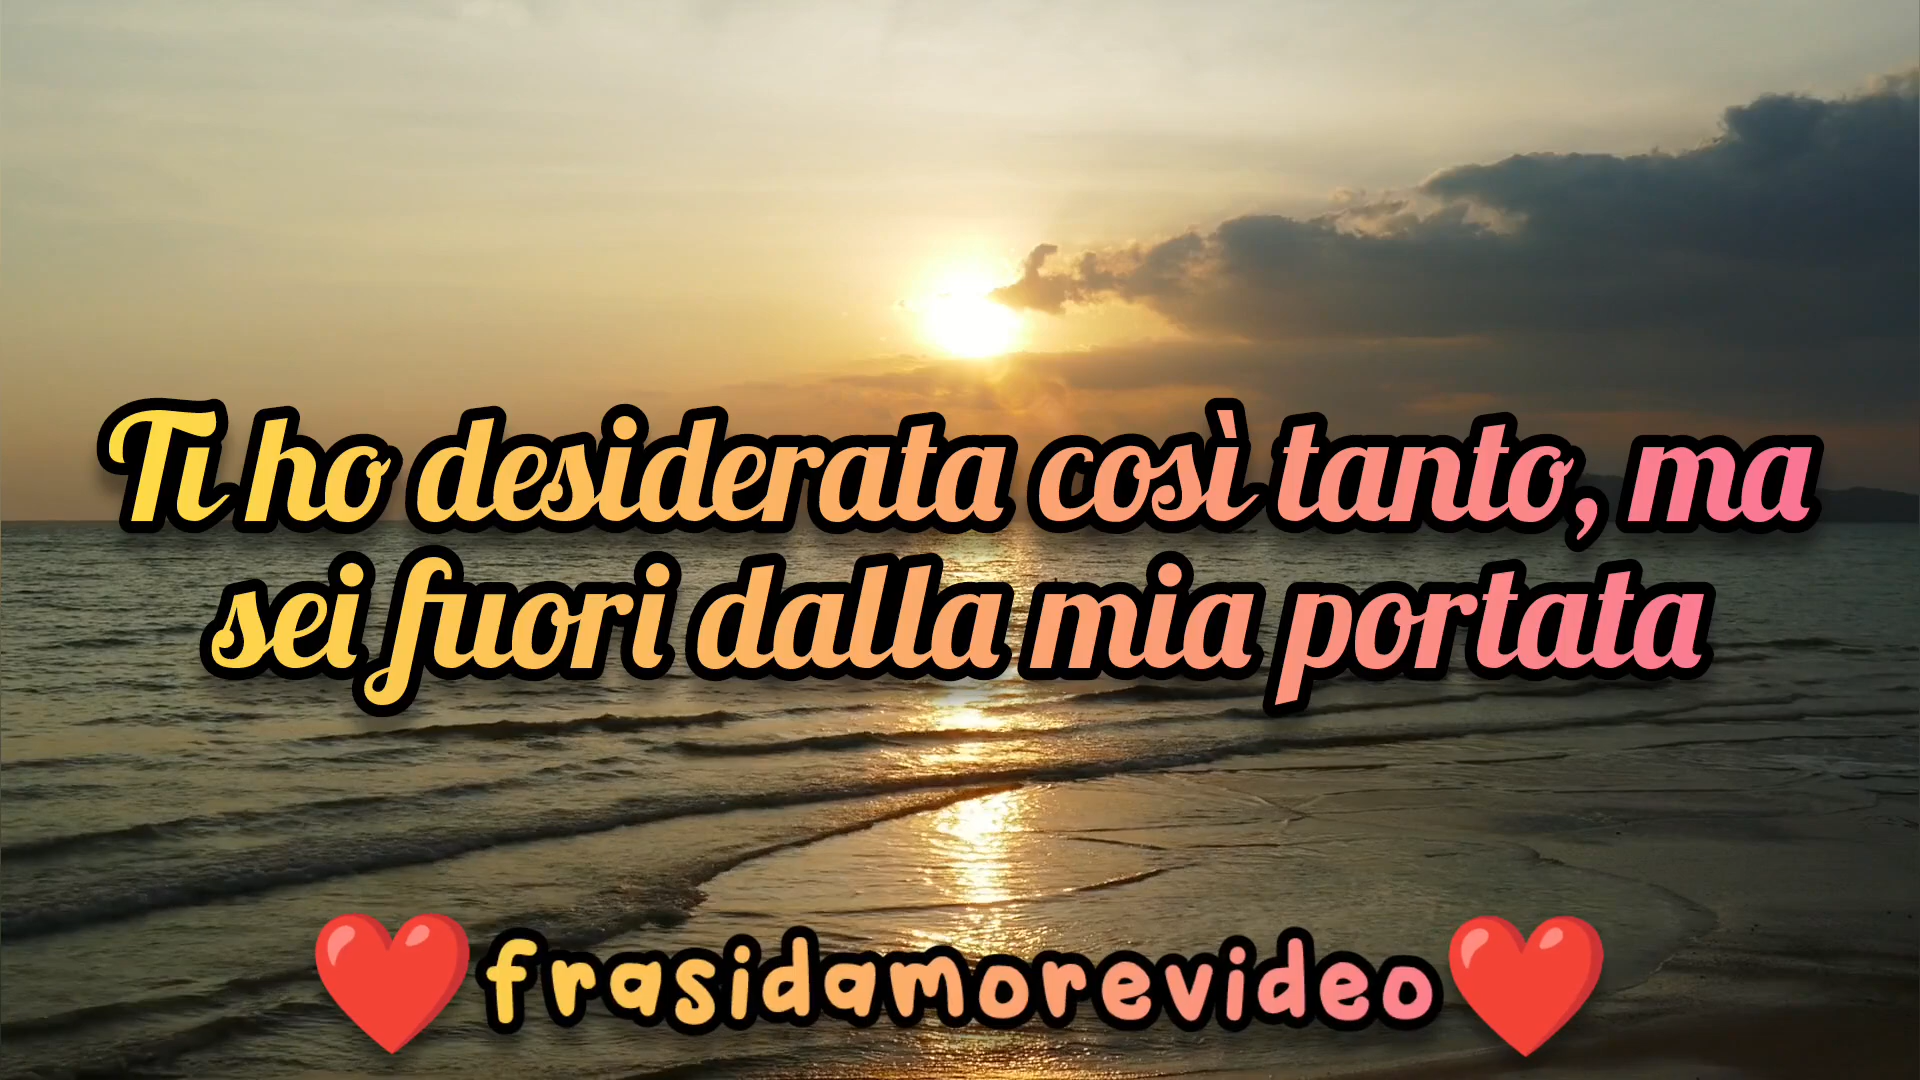 Ti ho desiderata così tanto, ma
sei fuori dalla mia portata
frasidamorevideo